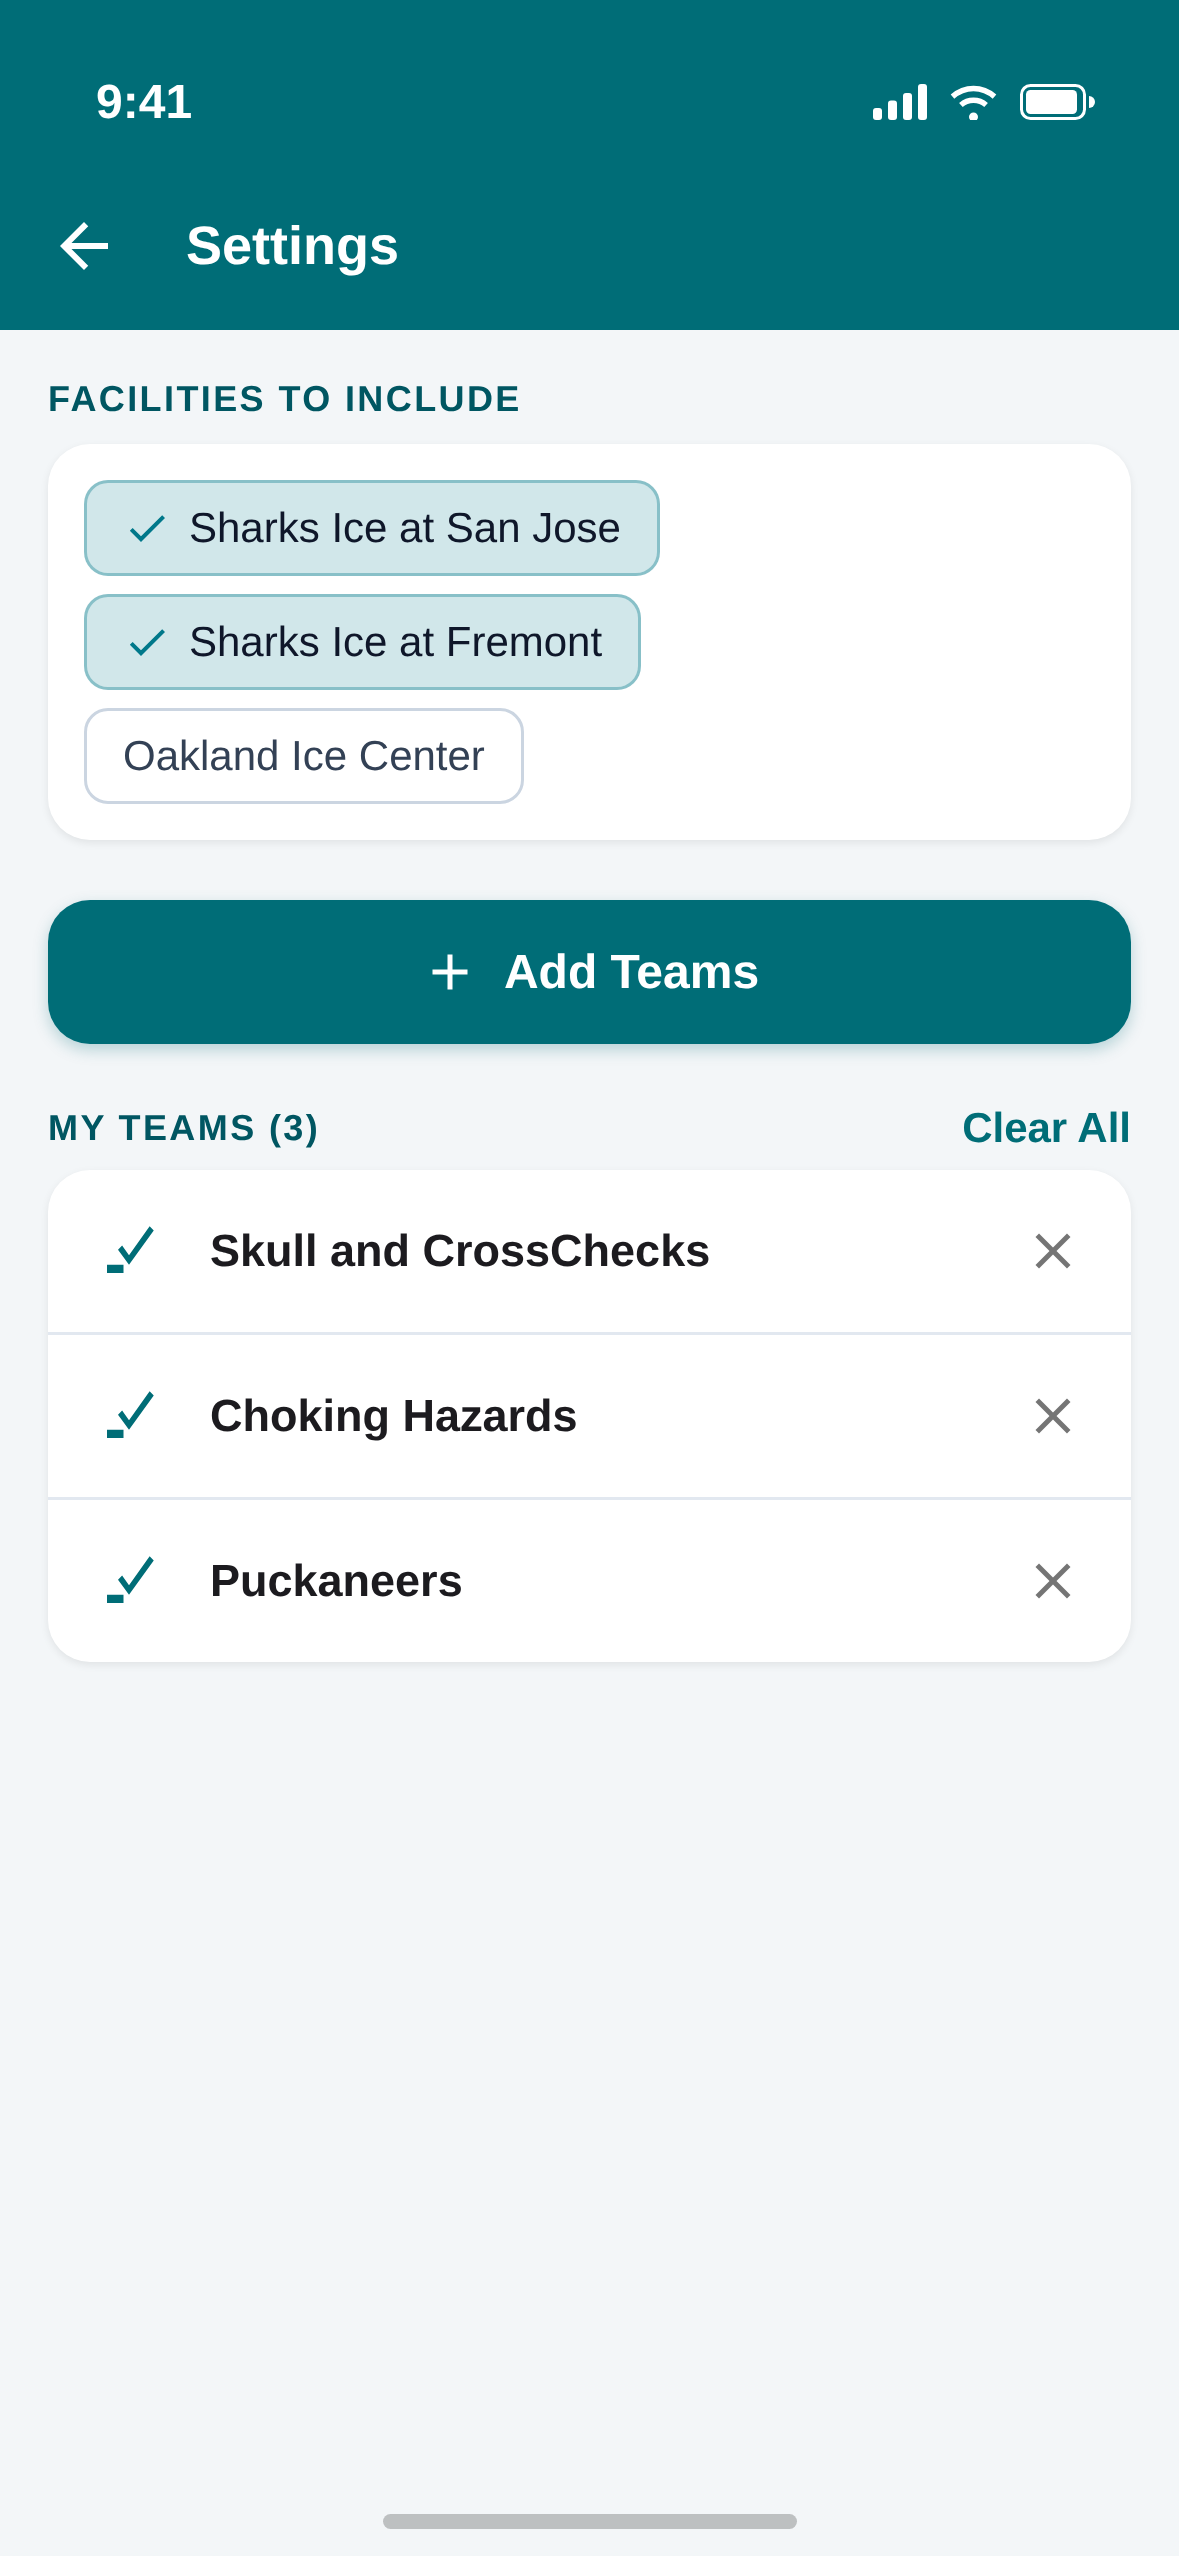 9:41
Settings
FACILITIES TO INCLUDE
Sharks Ice at San Jose
Sharks Ice at Fremont
Oakland Ice Center
Add Teams
MY TEAMS (3)
Clear All
Skull and CrossChecks
Choking Hazards
Puckaneers